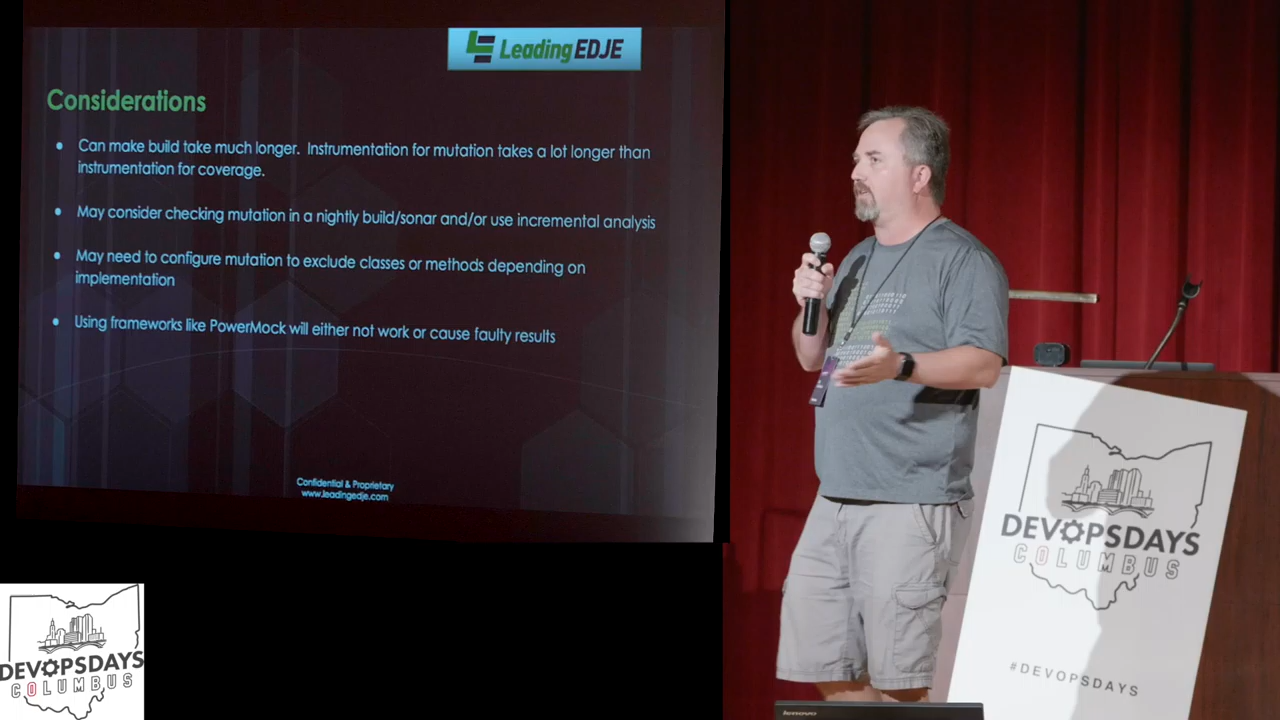 LeadingEDJE
Considerations
Can make build take much longer. Instrumentation for mutation takes a lot longer than
instrumentation for coverage.
May consider checking mutation in a nightly build/sonar and/or use incremental analysis
May need to configure mutation to exclude classes or methods depending on
implementation
Using frameworks like PowerMock will either not work or cause faulty results
Confidential & Proprietary
www.leadingedje.com
DEVOPSDAYS
COLUMBUS
#DEVOPSDAYS
DEVOPSDAYS
COLUMBUS
lenovo